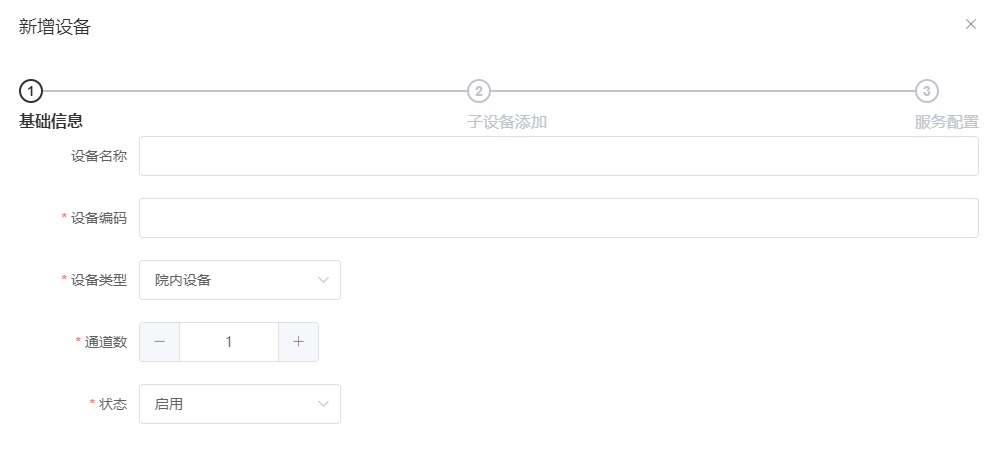 新增设备
1
2
3
基础信息
子设备添加
服务配置
设备名称
* 设备编码
* 设备类型 院内设备
* 通道数 − 1 +
* 状态 启用